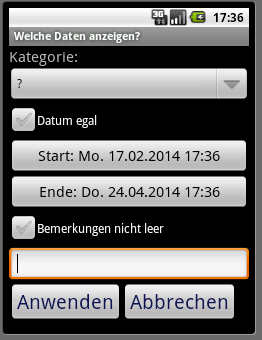 3G
17:36
Welche Daten anzeigen?
Kategorie:
?
Datum egal
Start: Mo. 17.02.2014 17:36
Ende: Do. 24.04.2014 17:36
Bemerkungen nicht leer
Anwenden Abbrechen